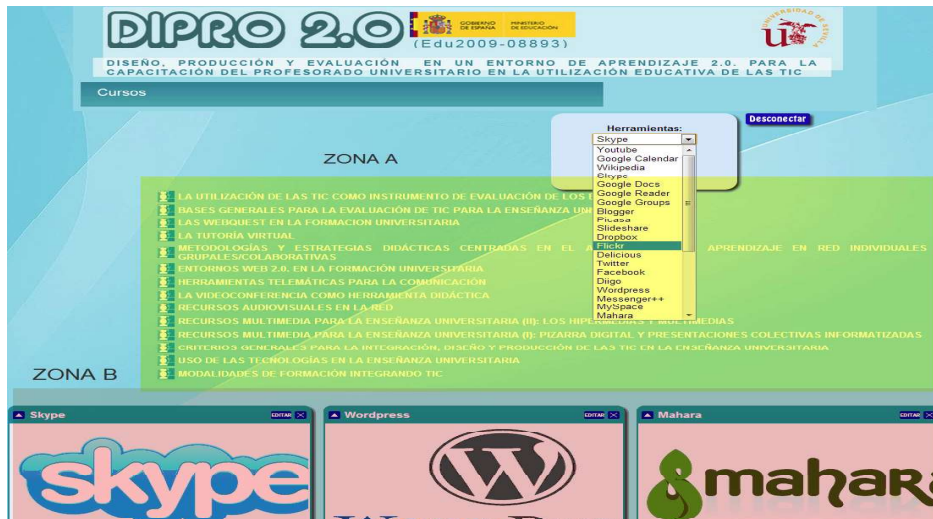 DIPRO 2.0
GOBIERNO DE ESPAÑA
MINISTERIO DE EDUCACIÓN
(Edu2009-08893)
DISEÑO, PRODUCCIÓN Y EVALUACIÓN EN UN ENTORNO DE APRENDIZAJE 2.0. PARA LA
CAPACITACIÓN DEL PROFESORADO UNIVERSITARIO EN LA UTILIZACIÓN EDUCATIVA DE LAS TIC
Cursos
Desconectar
Herramientas:
Skype
Youtube
Google Calendar
Wikipedia
Skype
Google Docs
Google Reader
Google Groups
Blogger
Picasa
Slideshare
Dropbox
Flickr
Delicious
Twitter
Facebook
Diigo
Wordpress
Messenger++
MySpace
Mahara
ZONA A
LA UTILIZACIÓN DE LAS TIC COMO INSTRUMENTO DE EVALUACIÓN DE LOS
BASES GENERALES PARA LA EVALUACIÓN DE TIC PARA LA ENSEÑANZA UNI
LAS WEBQUEST EN LA FORMACION UNIVERSITARIA
LA TUTORÍA VIRTUAL
METODOLOGÍAS Y ESTRATEGIAS DIDÁCTICAS CENTRADAS EN EL A APRENDIZAJE EN RED INDIVIDUALES
GRUPALES/COLABORATIVAS
ENTORNOS WEB 2.0. EN LA FORMACIÓN UNIVERSITARIA
HERRAMIENTAS TELEMÁTICAS PARA LA COMUNICACIÓN
LA VIDEOCONFERENCIA COMO HERRAMIENTA DIDÁCTICA
RECURSOS AUDIOVISUALES EN LA RED
RECURSOS MULTIMEDIA PARA LA ENSEÑANZA UNIVERSITARIA (II): LOS HIPERMEDIAS Y MULTIMEDIAS
RECURSOS MULTIMEDIA PARA LA ENSEÑANZA UNIVERSITARIA (I): PIZARRA DIGITAL Y PRESENTACIONES COLECTIVAS INFORMATIZADAS
CRITERIOS GENERALES PARA LA INTEGRACIÓN, DISEÑO Y PRODUCCIÓN DE LAS TIC EN LA ENSEÑANZA UNIVERSITARIA
USO DE LAS TECNOLOGÍAS EN LA ENSEÑANZA UNIVERSITARIA
MODALIDADES DE FORMACIÓN INTEGRANDO TIC
ZONA B
Skype EDITAR X
Wordpress EDITAR X
Mahara EDITAR X
skype
mahara